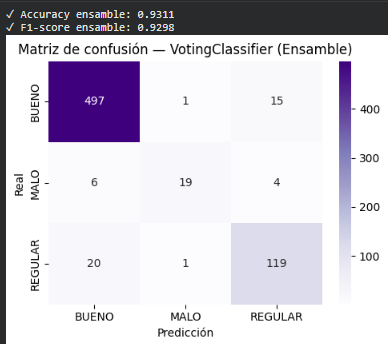 ✓ Accuracy ensamble: 0.9311
✓ F1-score ensamble: 0.9298
Matriz de confusión — VotingClassifier (Ensamble)
BUENO 497 1 15
MALO 6 19 4
REGULAR 20 1 119
Real
BUENO MALO REGULAR
Predicción
400
300
200
100